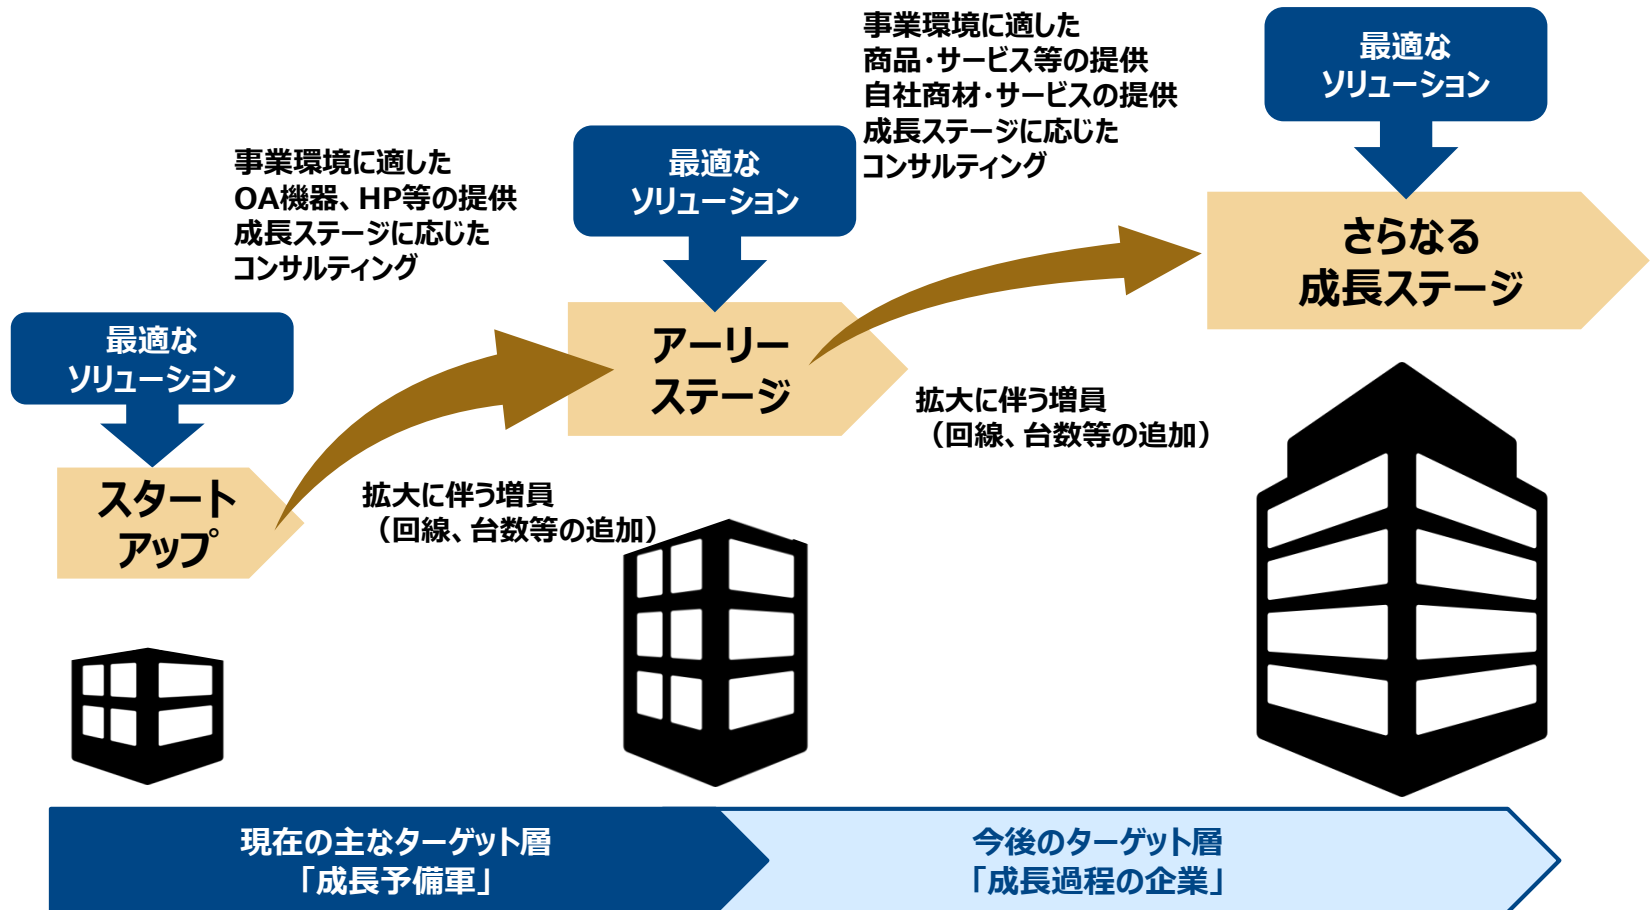 事業環境に適した
商品・サービス等の提供
自社商材・サービスの提供
成長ステージに応じた
コンサルティング
最適な
ソリューション
事業環境に適した
OA機器、HP等の提供
成長ステージに応じた
コンサルティング
最適な
ソリューション
さらなる
成長ステージ
最適な
ソリューション
アーリー
ステージ
拡大に伴う増員
（回線、台数等の追加）
スタート
アップ
拡大に伴う増員
（回線、台数等の追加）
現在の主なターゲット層
「成長予備軍」
今後のターゲット層
「成長過程の企業」